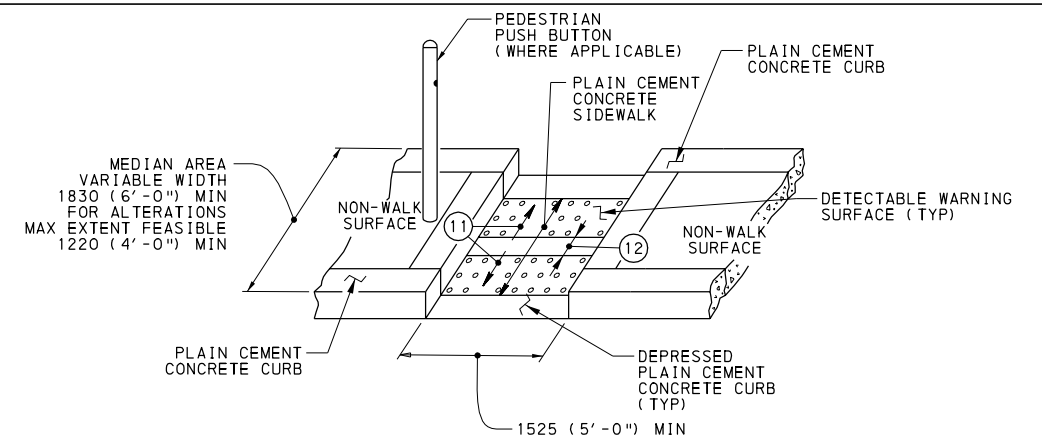 PEDESTRIAN
PUSH BUTTON
(WHERE APPLICABLE)
PLAIN CEMENT
CONCRETE CURB
PLAIN CEMENT
CONCRETE
SIDEWALK
MEDIAN AREA
VARIABLE WIDTH
1830 (6'-0") MIN
FOR ALTERATIONS
MAX EXTENT FEASIBLE
1220 (4'-0") MIN
NON-WALK
SURFACE
11
12
DETECTABLE WARNING
SURFACE (TYP)
NON-WALK
SURFACE
PLAIN CEMENT
CONCRETE CURB
DEPRESSED
PLAIN CEMENT
CONCRETE CURB
(TYP)
1525 (5'-0") MIN